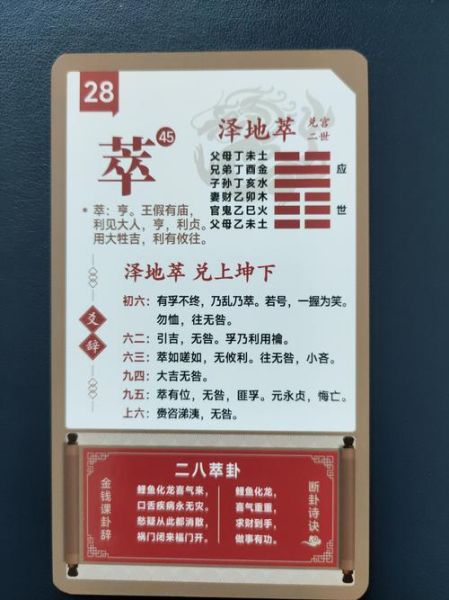 28
萃
45
泽地萃
兑宫
二世
父母丁未土
兄弟丁酉金 应
子孙丁亥水
妻财乙卯木
官鬼乙巳火 世
父母乙未土
*萃:亨。王假有庙,
利见大人,亨,利贞。
用大牲吉,利有攸往。
泽地萃 兑上坤下
爻辞
初六:有孚不终,乃乱乃萃。若号,一握为笑。
勿恤,往无咎。
六二:引吉,无咎。孚乃利用禴。
六三:萃如嗟如,无攸利。往无咎,小吝。
九四:大吉无咎。
九五:萃有位,无咎,匪孚。元永贞,悔亡。
上六:赍咨涕洟,无咎。
二八萃卦
金钱课卦辞
鲤鱼化龙喜气来,
口舌疾病永无灾。
愁疑从此都消散,
祸门闭来福门开。
鲤鱼化龙,
喜气重重,
求财到手,
做事有功。
断卦诗诀